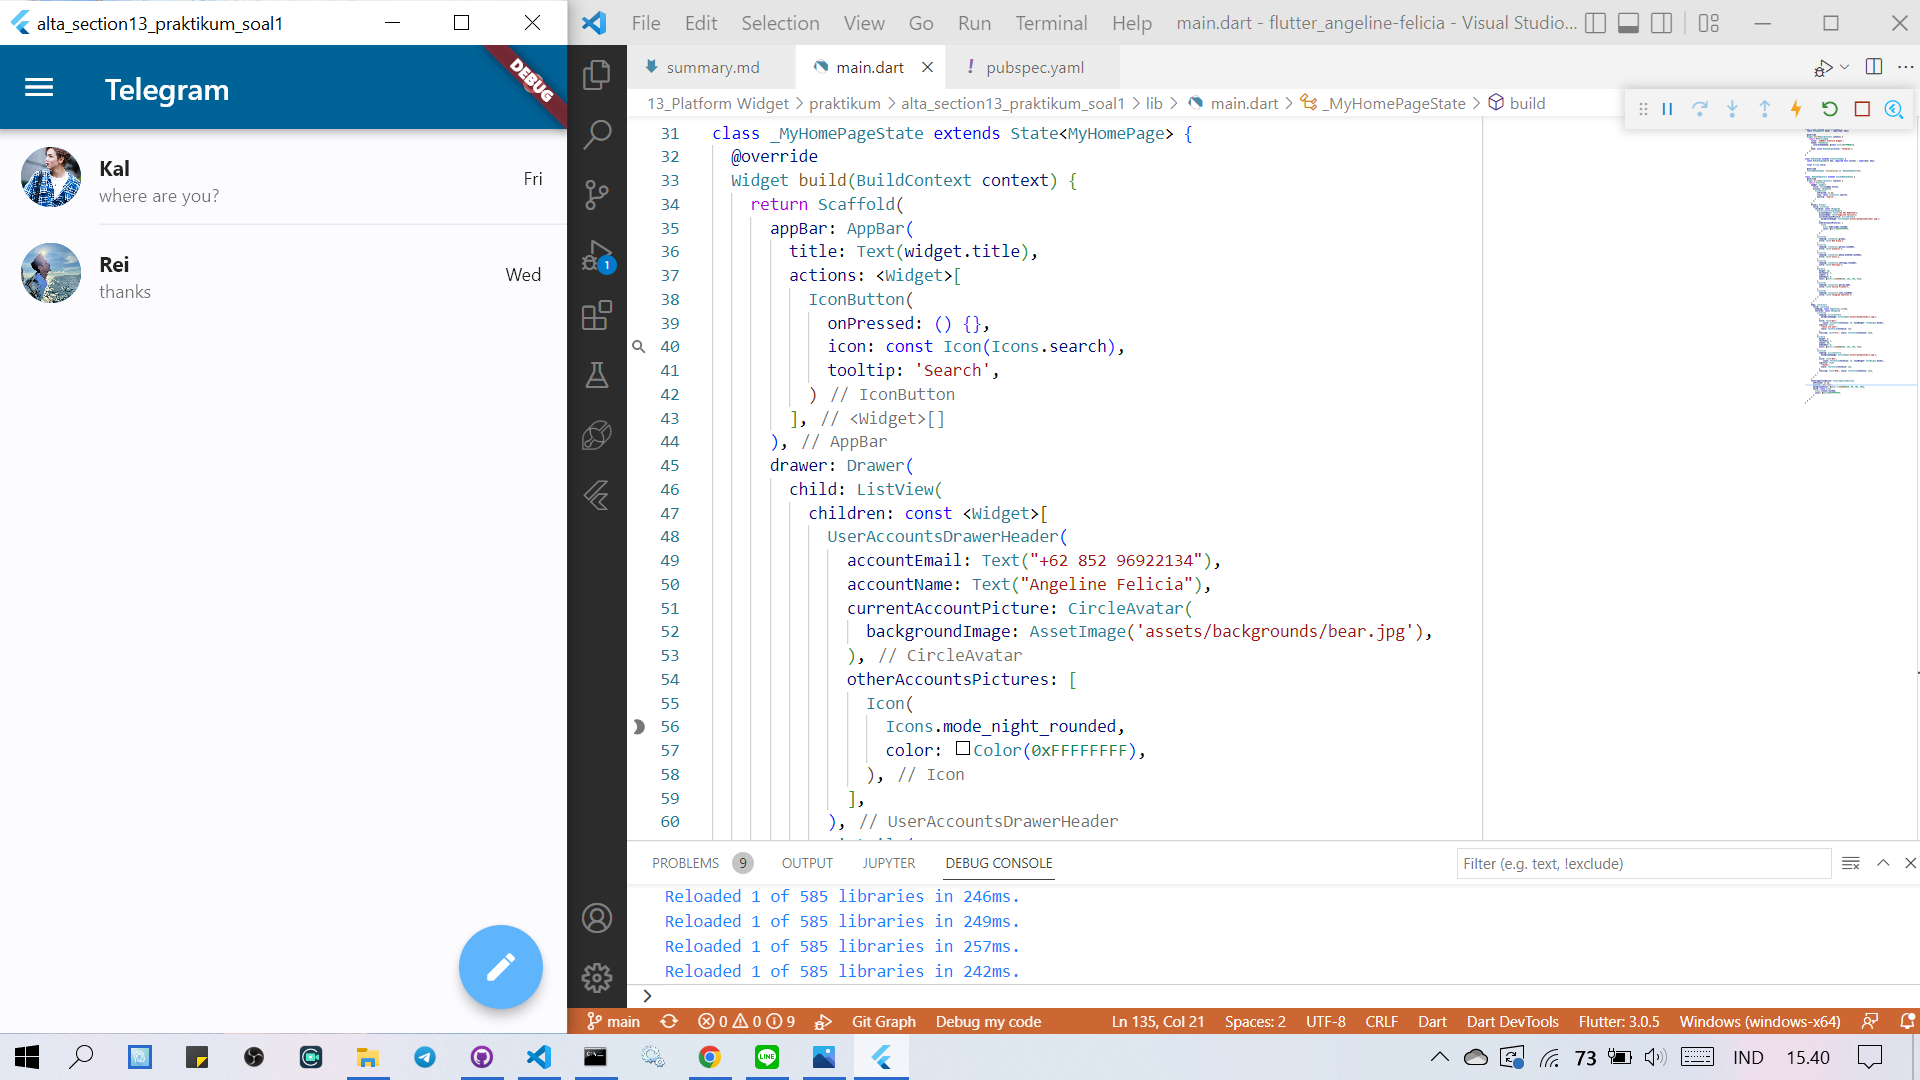 alta_section13_praktikum_soal1
Telegram
DEBUG
Kal
where are you?
Fri
Rei
thanks
Wed
File Edit Selection View Go Run Terminal Help main.dart - flutter_angeline-felicia - Visual Studio...
summary.md main.dart pubspec.yaml
13_Platform Widget > praktikum > alta_section13_praktikum_soal1 > lib > main.dart > _MyHomePageState > build
1
31 class _MyHomePageState extends State<MyHomePage> {
32 @override
33 Widget build(BuildContext context) {
34 return Scaffold(
35 appBar: AppBar(
36 title: Text(widget.title),
37 actions: <Widget>[
38 IconButton(
39 onPressed: () {},
40 icon: const Icon(Icons.search),
41 tooltip: 'Search',
42 ) // IconButton
43 ], // <Widget>[]
44 ), // AppBar
45 drawer: Drawer(
46 child: ListView(
47 children: const <Widget>[
48 UserAccountsDrawerHeader(
49 accountEmail: Text("+62 852 96922134"),
50 accountName: Text("Angeline Felicia"),
51 currentAccountPicture: CircleAvatar(
52 backgroundImage: AssetImage('assets/backgrounds/bear.jpg'),
53 ), // CircleAvatar
54 otherAccountsPictures: [
55 Icon(
56 Icons.mode_night_rounded,
57 color: Color(0xFFFFFFFF),
58 ), // Icon
59 ],
60 ), // UserAccountsDrawerHeader
PROBLEMS 9 OUTPUT JUPYTER DEBUG CONSOLE Filter (e.g. text, !exclude)
Reloaded 1 of 585 libraries in 246ms.
Reloaded 1 of 585 libraries in 249ms.
Reloaded 1 of 585 libraries in 257ms.
Reloaded 1 of 585 libraries in 242ms.
main 0 0 9 Git Graph Debug my code Ln 135, Col 21 Spaces: 2 UTF-8 CRLF Dart Dart DevTools Flutter: 3.0.5 Windows (windows-x64)
LINE 73 IND 15.40